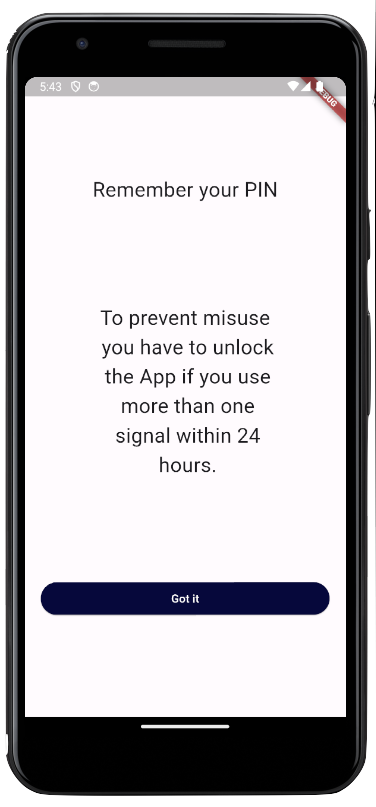 5:43
DEBUG
Remember your PIN
To prevent misuse
you have to unlock
the App if you use
more than one
signal within 24
hours.
Got it